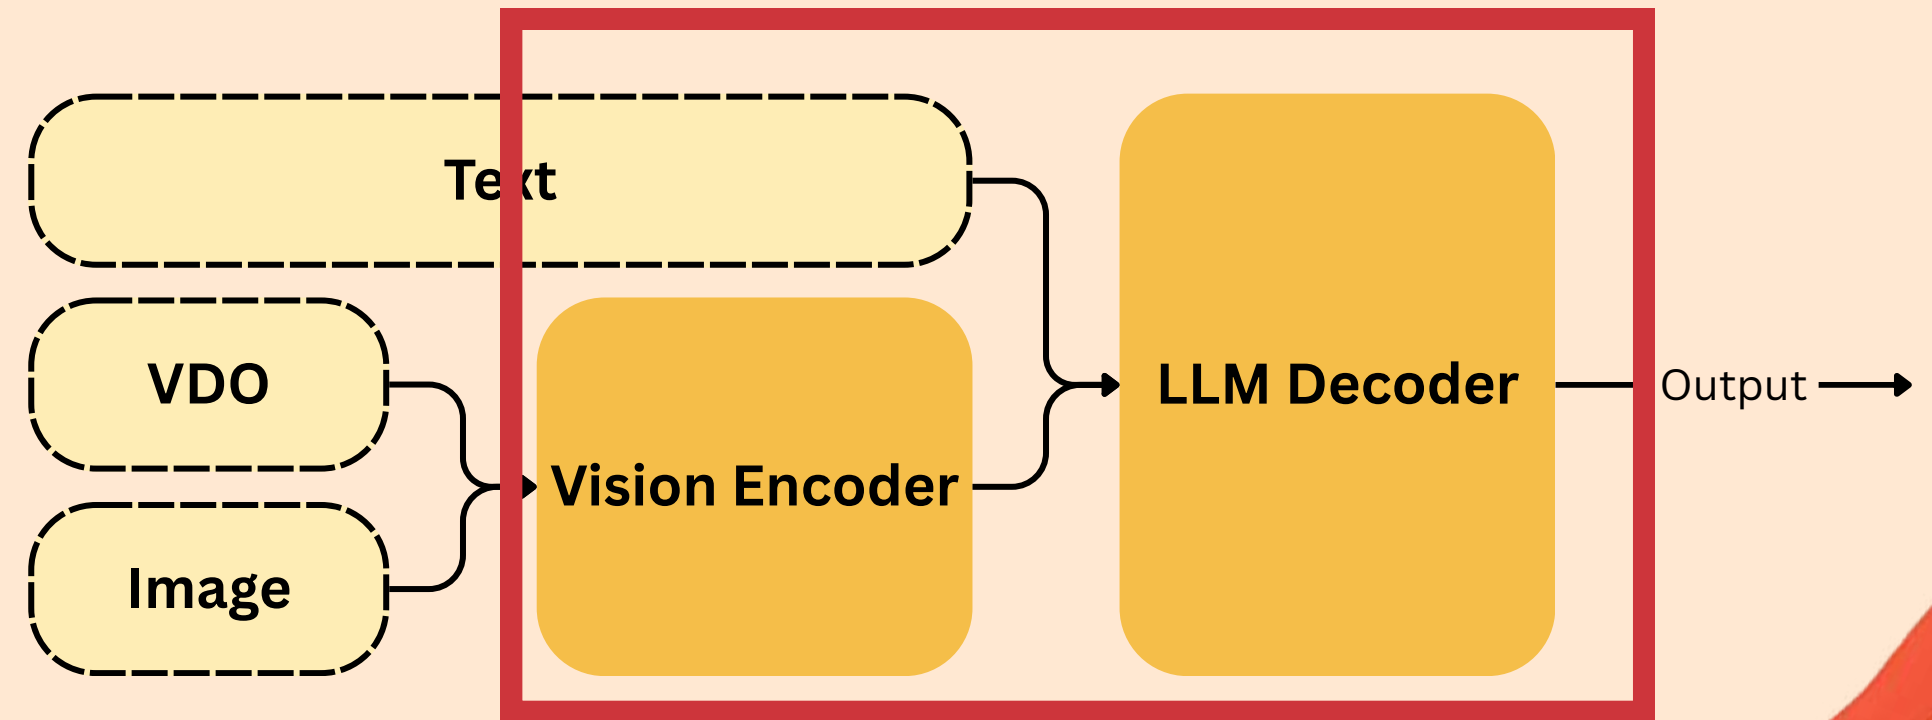 Text
VDO
LLM Decoder
Output
Vision Encoder
Image